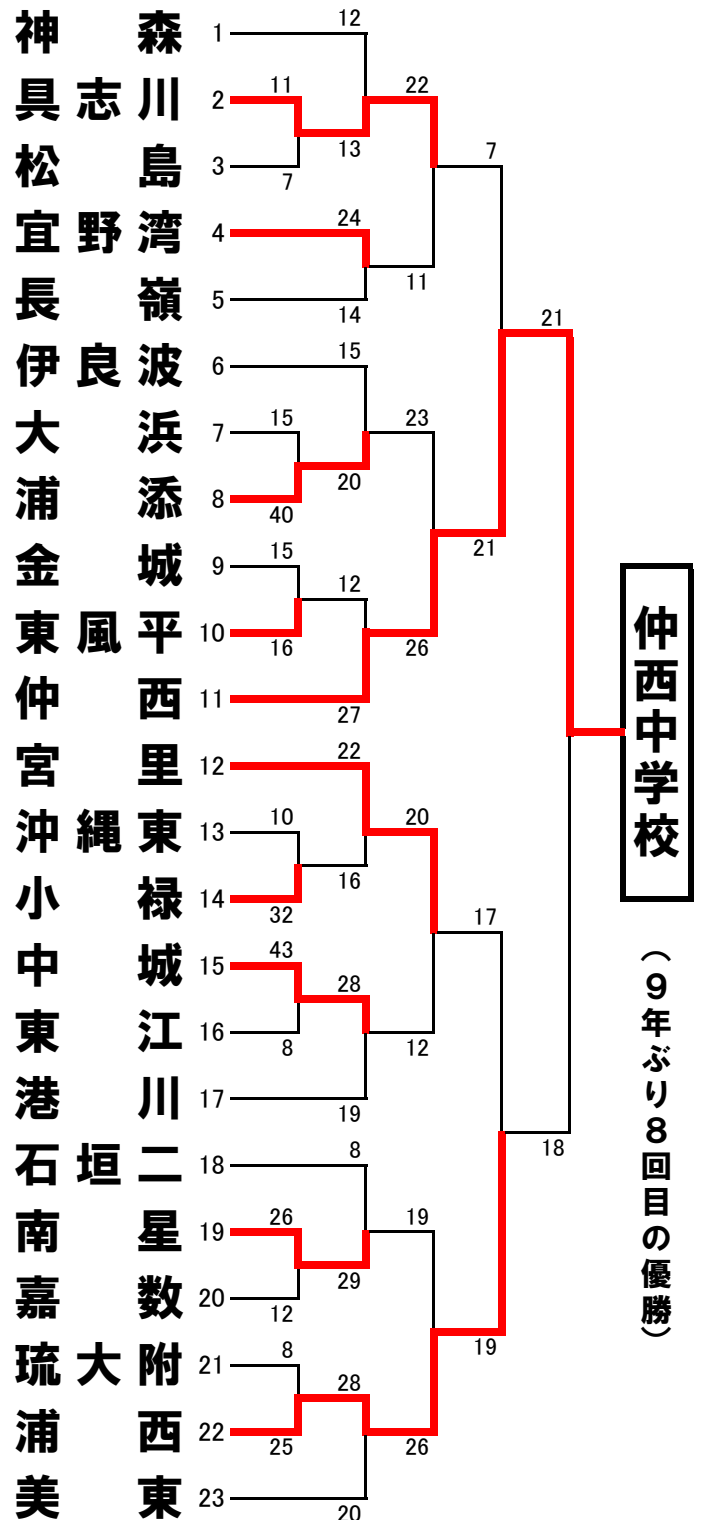 12
神森 1
11
具志川 2
22
13
松島 3
7
7
24
宜野湾 4
11
長嶺 5
14
21
15
伊良波 6
15
大浜 7
23
20
浦添 8
40
15
金城 9
21
12
東風平 10
16
26
仲西 11
27
22
宮里 12
10
沖縄東 13
20
16
小禄 14
32
17
43
中城 15
28
東江 16
8
12
港川 17
19
8
石垣二 18
18
26
南星 19
19
29
嘉数 20
12
8
琉大附 21
19
28
浦西 22
25
26
美東 23
20
仲西中学校
（９年ぶり８回目の優勝）